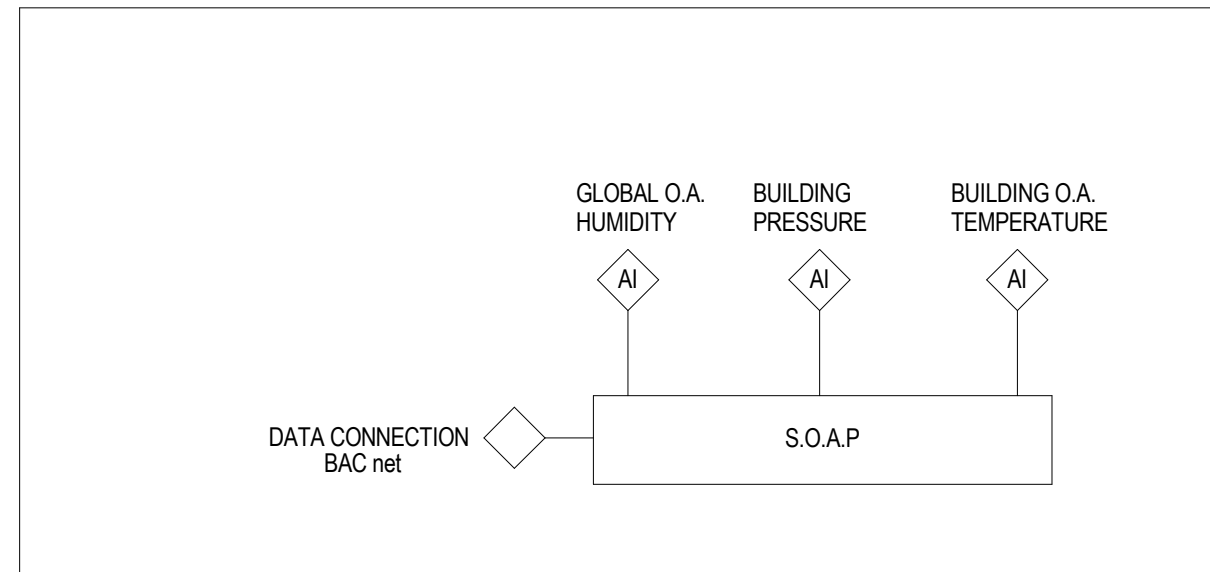 GLOBAL O.A.
HUMIDITY
BUILDING
PRESSURE
BUILDING O.A.
TEMPERATURE
AI
AI
AI
DATA CONNECTION
BAC net
S.O.A.P